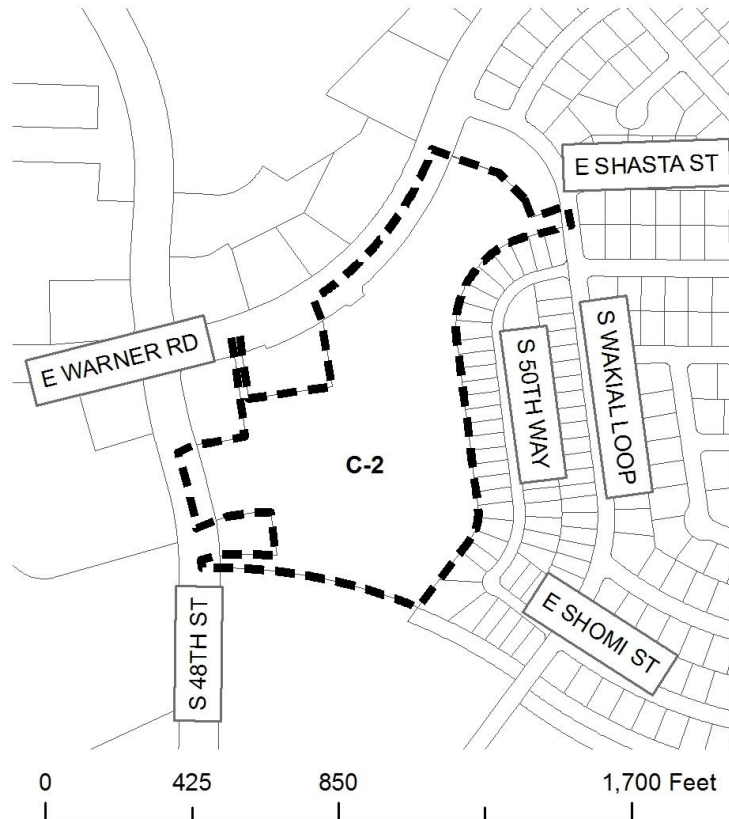 E SHASTA ST
E WARNER RD
S 50TH WAY
S WAKIAL LOOP
C-2
E SHOMI ST
S 48TH ST
0 425 850 1,700 Feet